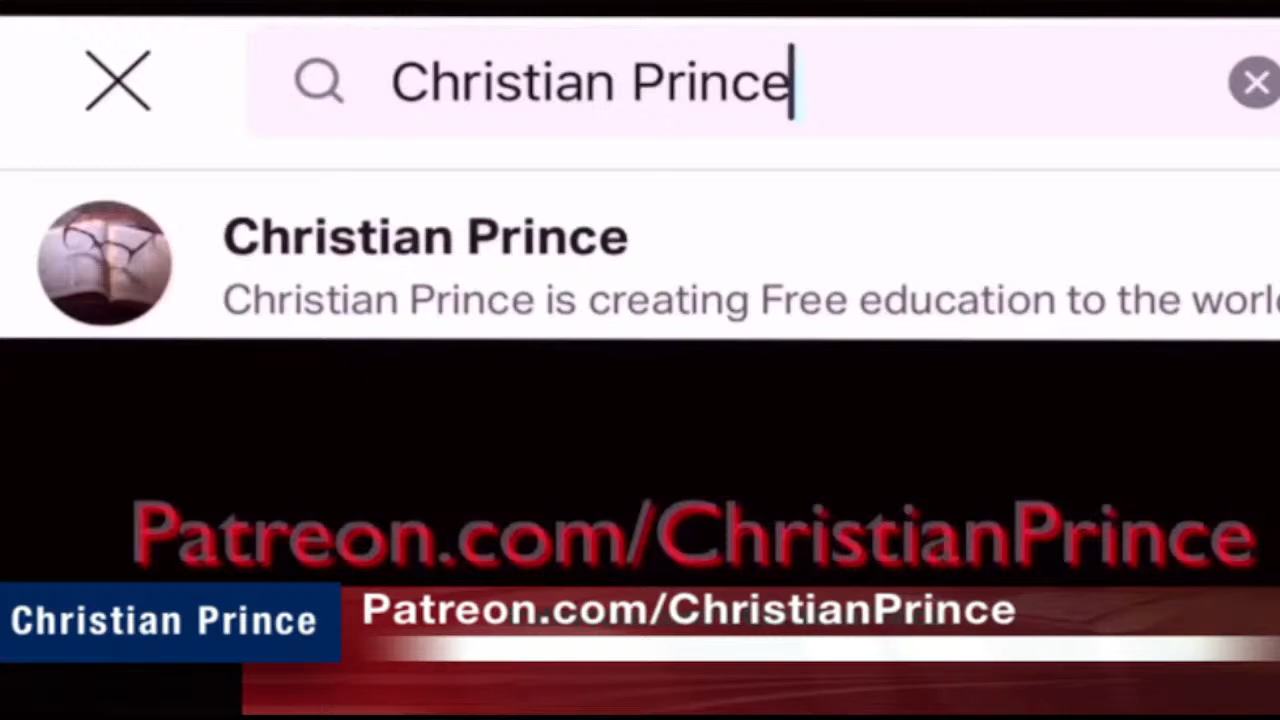 Christian Prince
Christian Prince
Christian Prince is creating Free education to the worl
Patreon.com/ChristianPrince
Christian Prince
Patreon.com/ChristianPrince